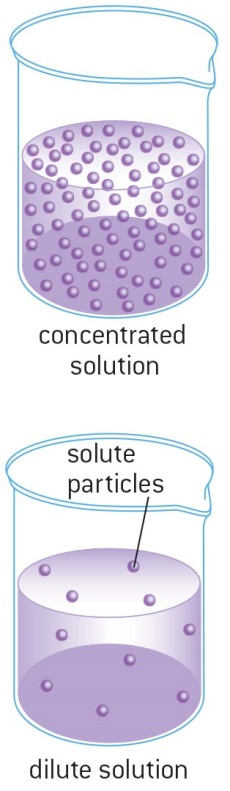 concentrated
solution
solute
particles
dilute solution